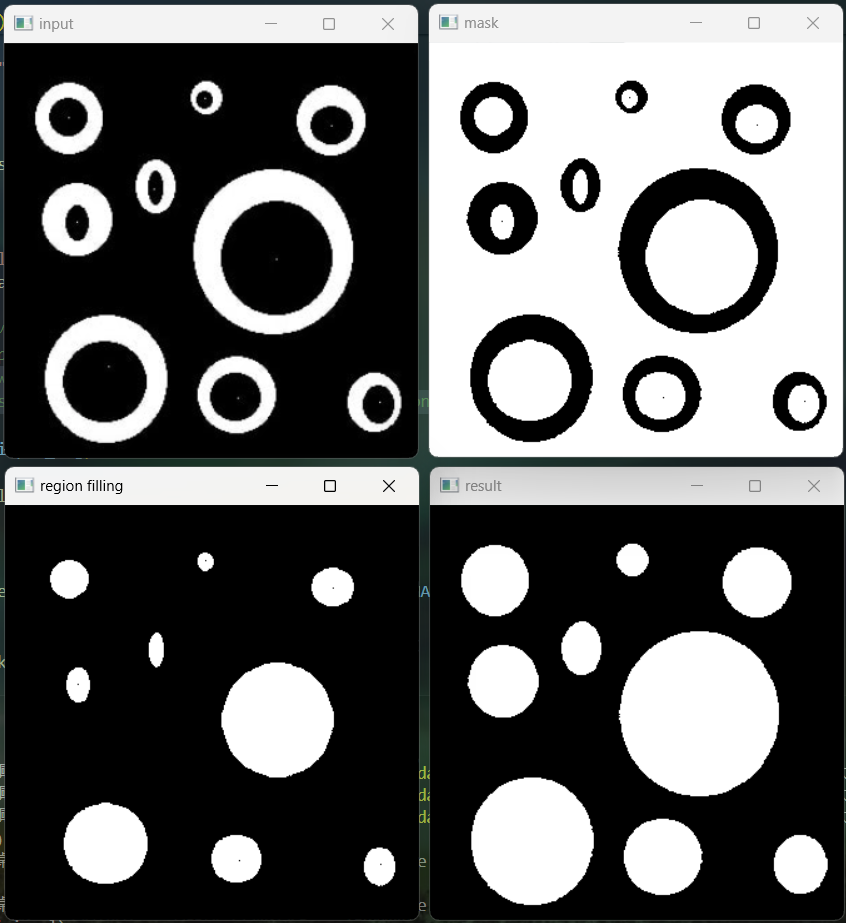 input
mask
region filling
result